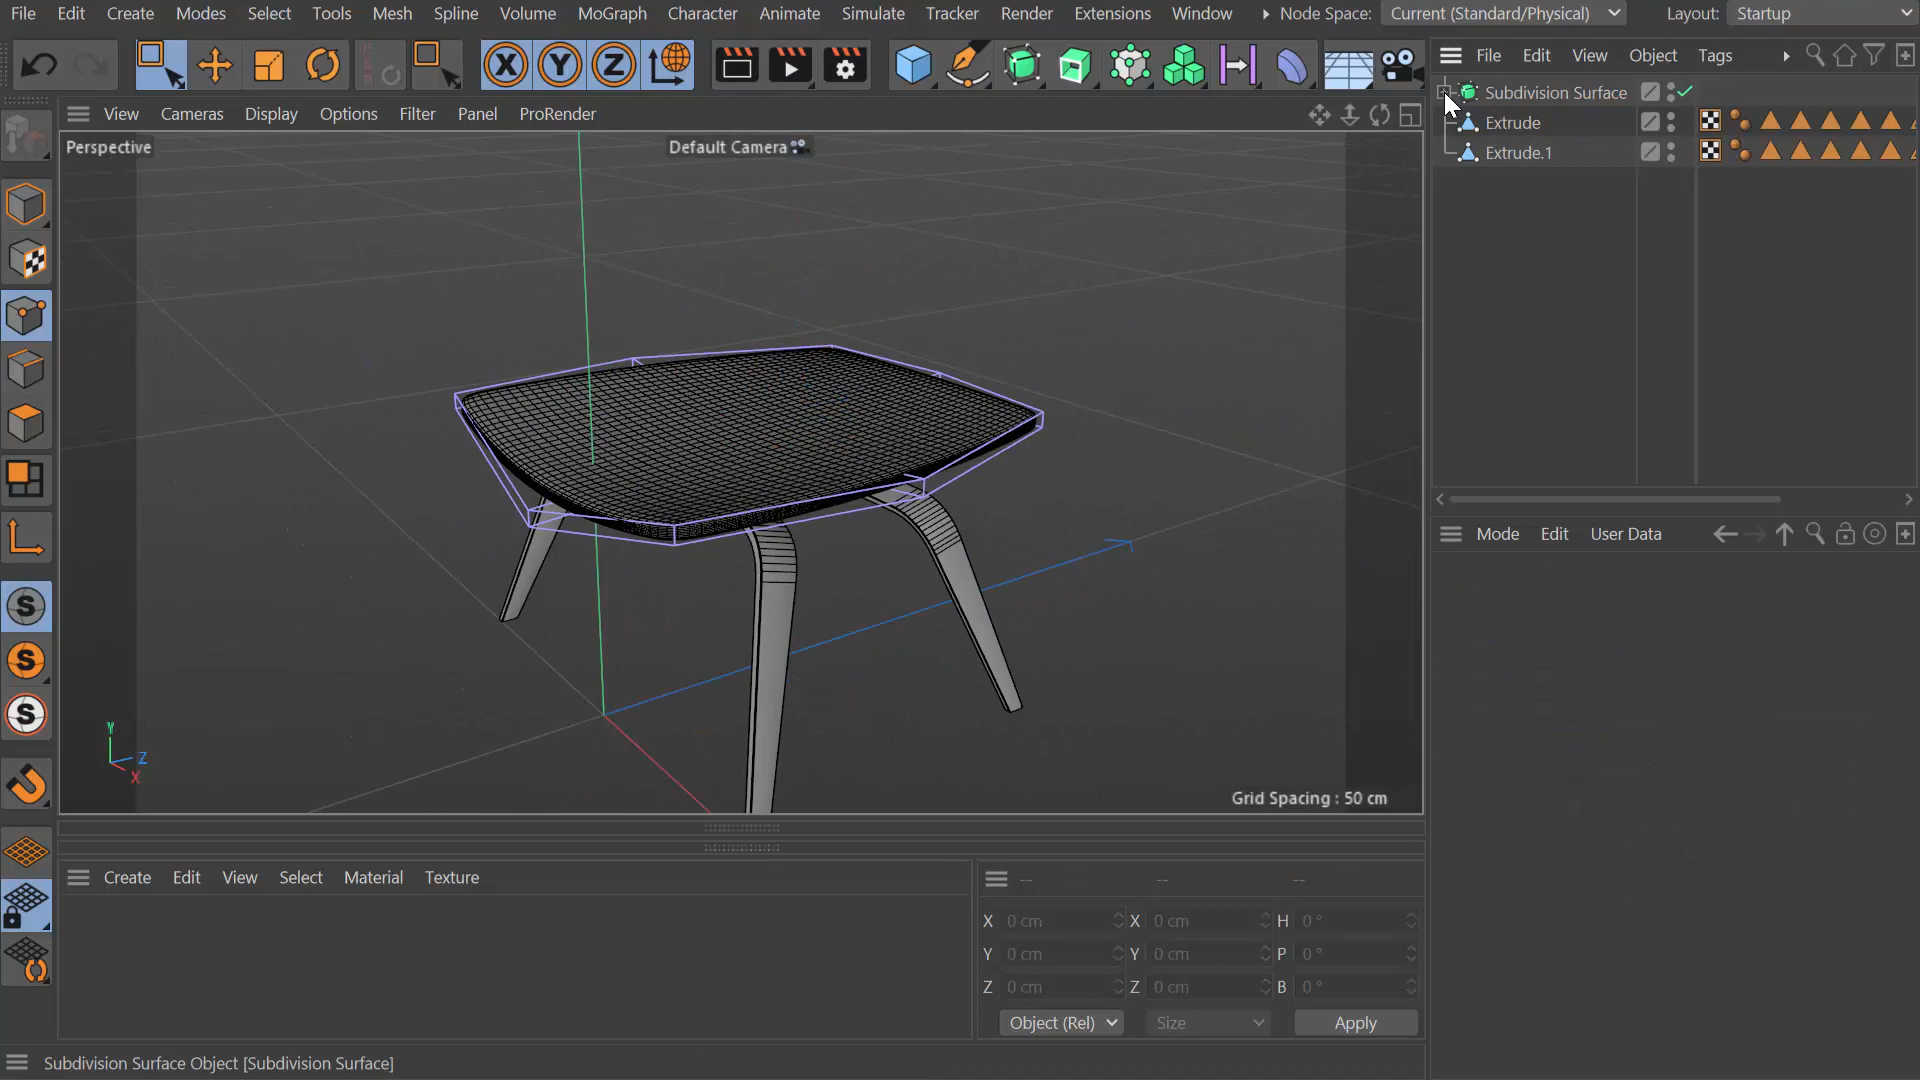 File Edit Create Modes Select Tools Mesh Spline Volume MoGraph Character Animate Simulate Tracker Render Extensions Window Node Space: Current (Standard/Physical) Layout: Startup
File Edit View Object Tags
Subdivision Surface
Extrude
Extrude.1
View Cameras Display Options Filter Panel ProRender
Perspective
Default Camera
X Y Z
S
S
S
Y
Z
X
Grid Spacing : 50 cm
Mode Edit User Data
Create Edit View Select Material Texture
-- -- --
X 0 cm X 0 cm H 0 °
Y 0 cm Y 0 cm P 0 °
Z 0 cm Z 0 cm B 0 °
Object (Rel) Size Apply
Subdivision Surface Object [Subdivision Surface]